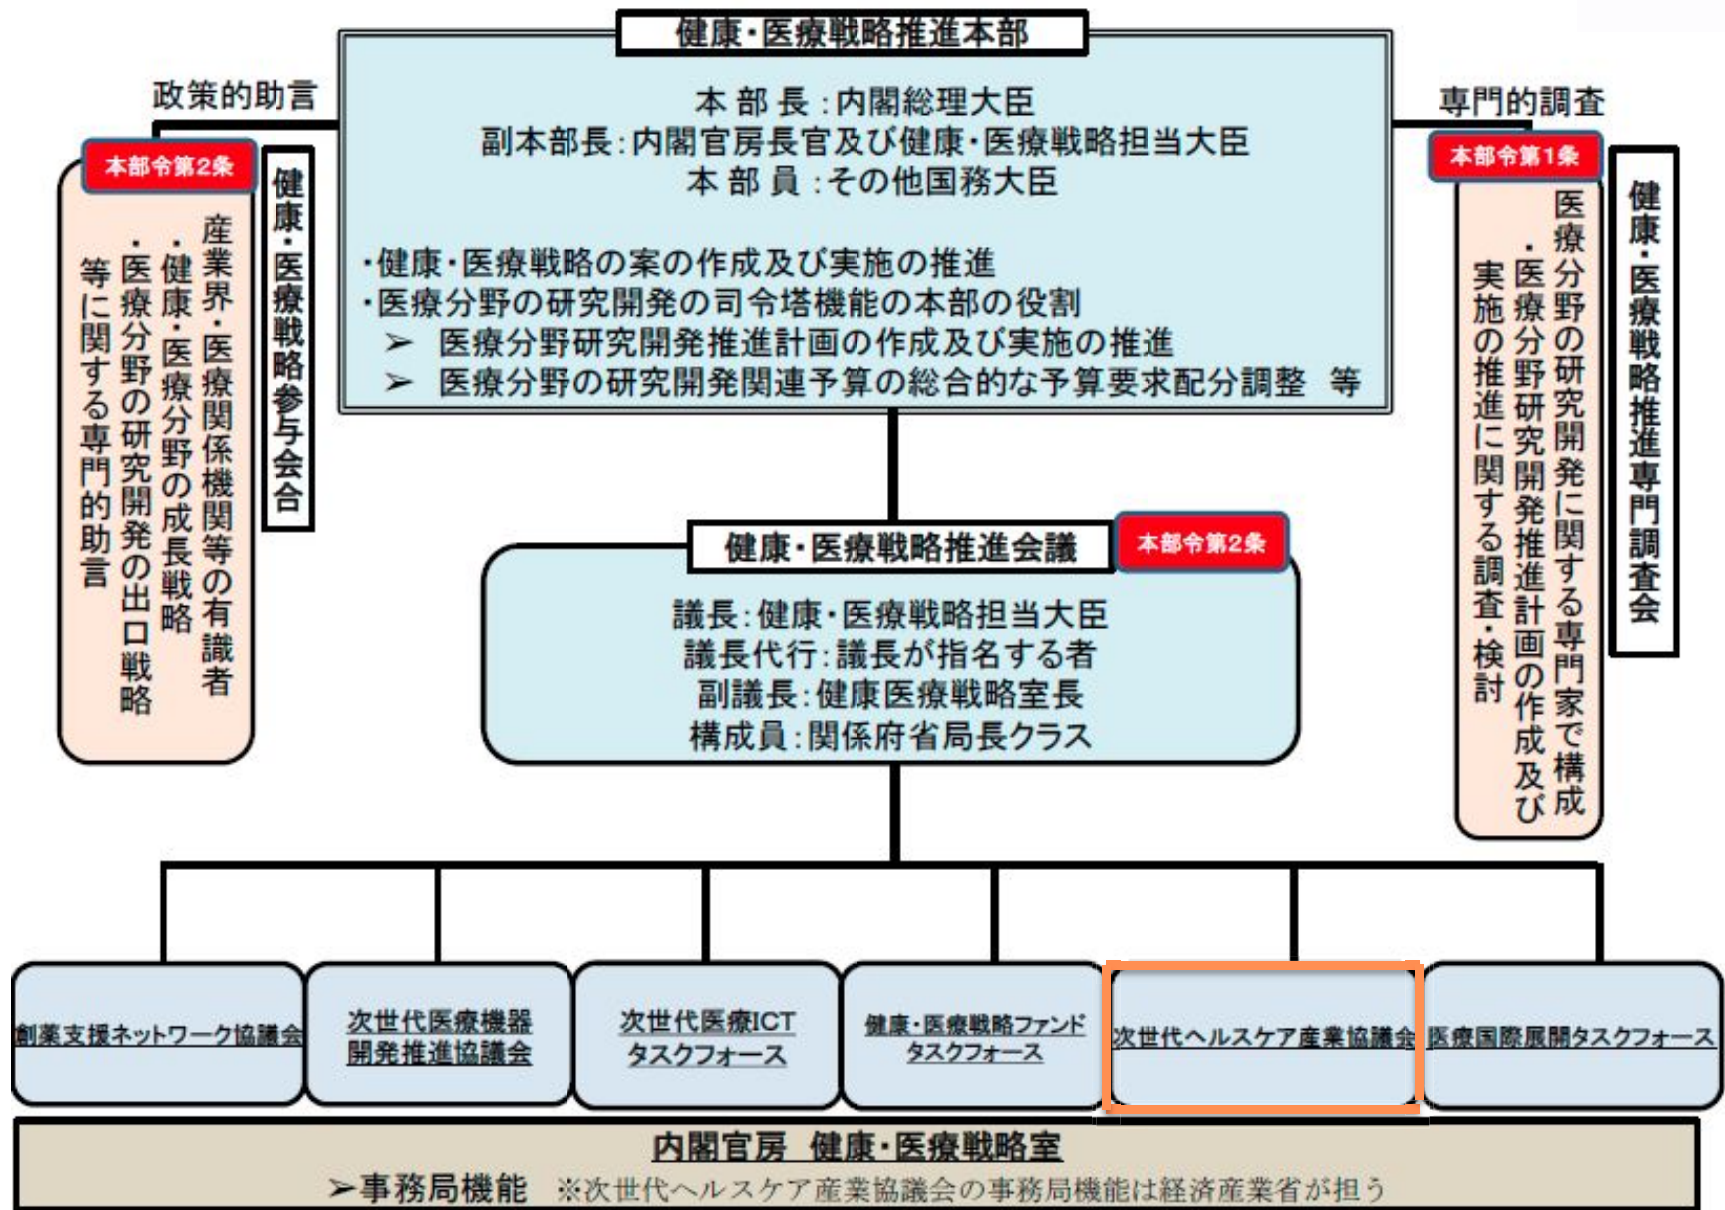 健康・医療戦略推進本部
本 部 長 ：内閣総理大臣
副本部長：内閣官房長官及び健康・医療戦略担当大臣
本 部 員 ：その他国務大臣
・健康・医療戦略の案の作成及び実施の推進
・医療分野の研究開発の司令塔機能の本部の役割
➢ 医療分野研究開発推進計画の作成及び実施の推進
➢ 医療分野の研究開発関連予算の総合的な予算要求配分調整 等
政策的助言
本部令第2条
健康・医療戦略参与会合
産業界・医療関係機関等の有識者
・健康・医療分野の成長戦略
・医療分野の研究開発の出口戦略
等に関する専門的助言
専門的調査
本部令第1条
健康・医療戦略推進専門調査会
医療分野の研究開発に関する専門家で構成
・医療分野研究開発推進計画の作成及び
実施の推進に関する調査・検討
健康・医療戦略推進会議
本部令第2条
議長：健康・医療戦略担当大臣
議長代行：議長が指名する者
副議長：健康医療戦略室長
構成員：関係府省局長クラス
創薬支援ネットワーク協議会
次世代医療機器
開発推進協議会
次世代医療ICT
タスクフォース
健康・医療戦略ファンド
タスクフォース
次世代ヘルスケア産業協議会
医療国際展開タスクフォース
内閣官房 健康・医療戦略室
➢事務局機能 ※次世代ヘルスケア産業協議会の事務局機能は経済産業省が担う